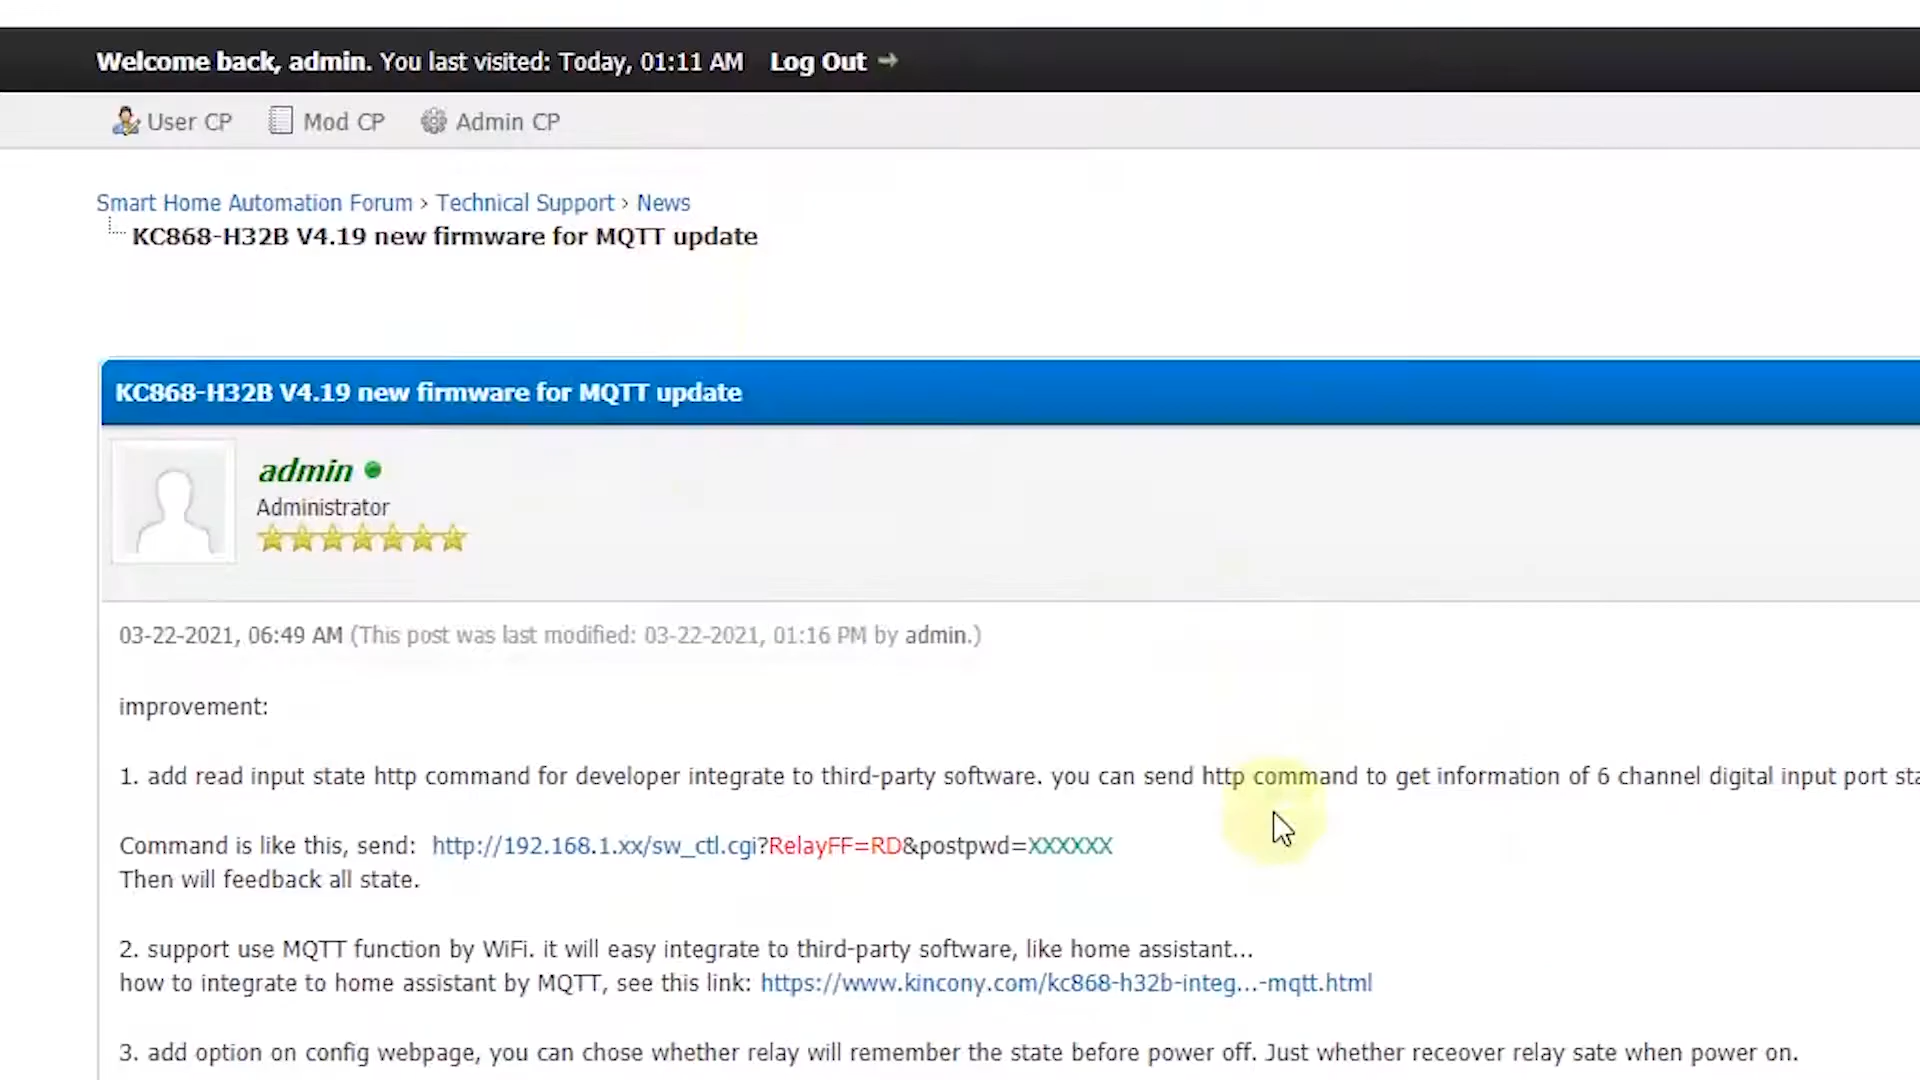 Welcome back, admin. You last visited: Today, 01:11 AM Log Out
User CP Mod CP Admin CP
Smart Home Automation Forum › Technical Support › News
KC868-H32B V4.19 new firmware for MQTT update
KC868-H32B V4.19 new firmware for MQTT update
admin
Administrator
03-22-2021, 06:49 AM (This post was last modified: 03-22-2021, 01:16 PM by admin.)
improvement:
1. add read input state http command for developer integrate to third-party software. you can send http command to get information of 6 channel digital input port
Command is like this, send: http://192.168.1.xx/sw_ctl.cgi?RelayFF=RD&postpwd=XXXXXX
Then will feedback all state.
2. support use MQTT function by WiFi. it will easy integrate to third-party software, like home assistant...
how to integrate to home assistant by MQTT, see this link: https://www.kincony.com/kc868-h32b-integ...-mqtt.html
3. add option on config webpage, you can chose whether relay will remember the state before power off. Just whether receover relay sate when power on.